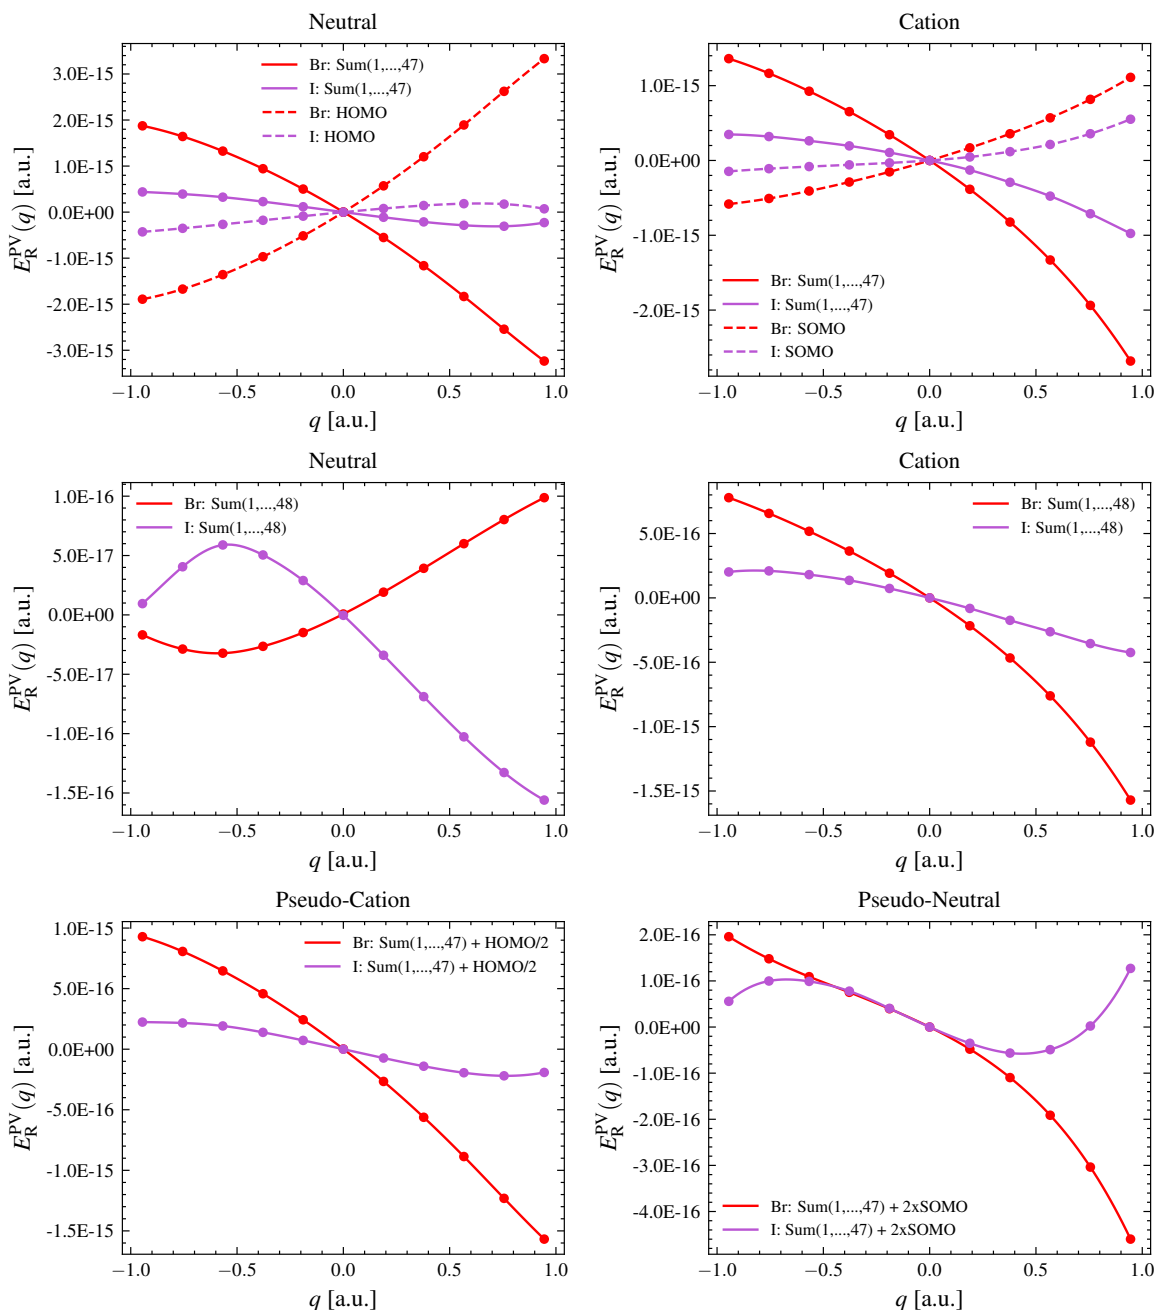 Neutral
3.0E-15
2.0E-15
1.0E-15
0.0E+00
-1.0E-15
-2.0E-15
-3.0E-15
Br: Sum(1,...,47)
I: Sum(1,...,47)
Br: HOMO
I: HOMO
−1.0 −0.5 0.0 0.5 1.0
q [a.u.]
E_R^PV(q) [a.u.]
Cation
1.0E-15
0.0E+00
-1.0E-15
-2.0E-15
Br: Sum(1,...,47)
I: Sum(1,...,47)
Br: SOMO
I: SOMO
−1.0 −0.5 0.0 0.5 1.0
q [a.u.]
E_R^PV(q) [a.u.]
Neutral
1.0E-16
5.0E-17
0.0E+00
-5.0E-17
-1.0E-16
-1.5E-16
Br: Sum(1,...,48)
I: Sum(1,...,48)
−1.0 −0.5 0.0 0.5 1.0
q [a.u.]
E_R^PV(q) [a.u.]
Cation
5.0E-16
0.0E+00
-5.0E-16
-1.0E-15
-1.5E-15
Br: Sum(1,...,48)
I: Sum(1,...,48)
−1.0 −0.5 0.0 0.5 1.0
q [a.u.]
E_R^PV(q) [a.u.]
Pseudo-Cation
1.0E-15
5.0E-16
0.0E+00
-5.0E-16
-1.0E-15
-1.5E-15
Br: Sum(1,...,47) + HOMO/2
I: Sum(1,...,47) + HOMO/2
−1.0 −0.5 0.0 0.5 1.0
q [a.u.]
E_R^PV(q) [a.u.]
Pseudo-Neutral
2.0E-16
1.0E-16
0.0E+00
-1.0E-16
-2.0E-16
-3.0E-16
-4.0E-16
Br: Sum(1,...,47) + 2xSOMO
I: Sum(1,...,47) + 2xSOMO
−1.0 −0.5 0.0 0.5 1.0
q [a.u.]
E_R^PV(q) [a.u.]